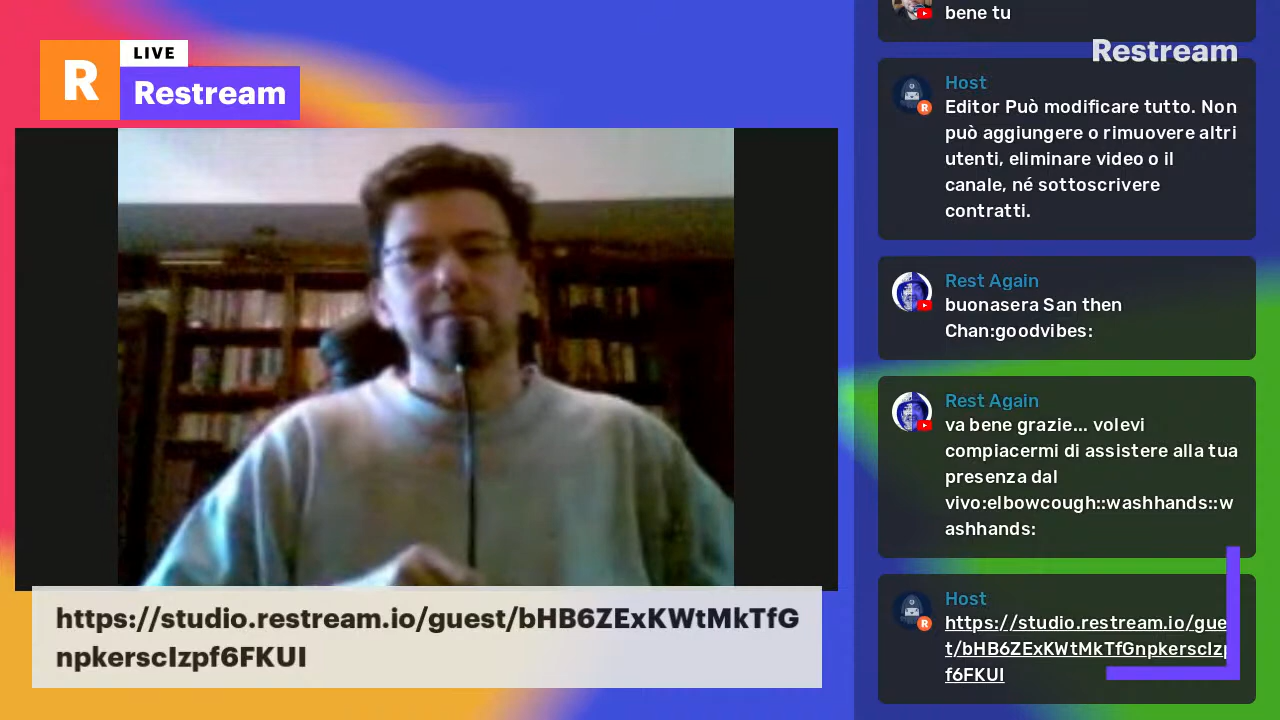 R
LIVE
Restream
bene tu
Restream
Host
Editor Può modificare tutto. Non
può aggiungere o rimuovere altri
utenti, eliminare video o il
canale, né sottoscrivere
contratti.
Rest Again
buonasera San then
Chan:goodvibes:
Rest Again
va bene grazie... volevi
compiacermi di assistere alla tua
presenza dal
vivo:elbowcough::washhands::w
ashhands:
Host
https://studio.restream.io/gue
t/bHB6ZExKWtMkTfGnpkersclzp
f6FKUI
https://studio.restream.io/guest/bHB6ZExKWtMkTfG
npkersclzpf6FKUI